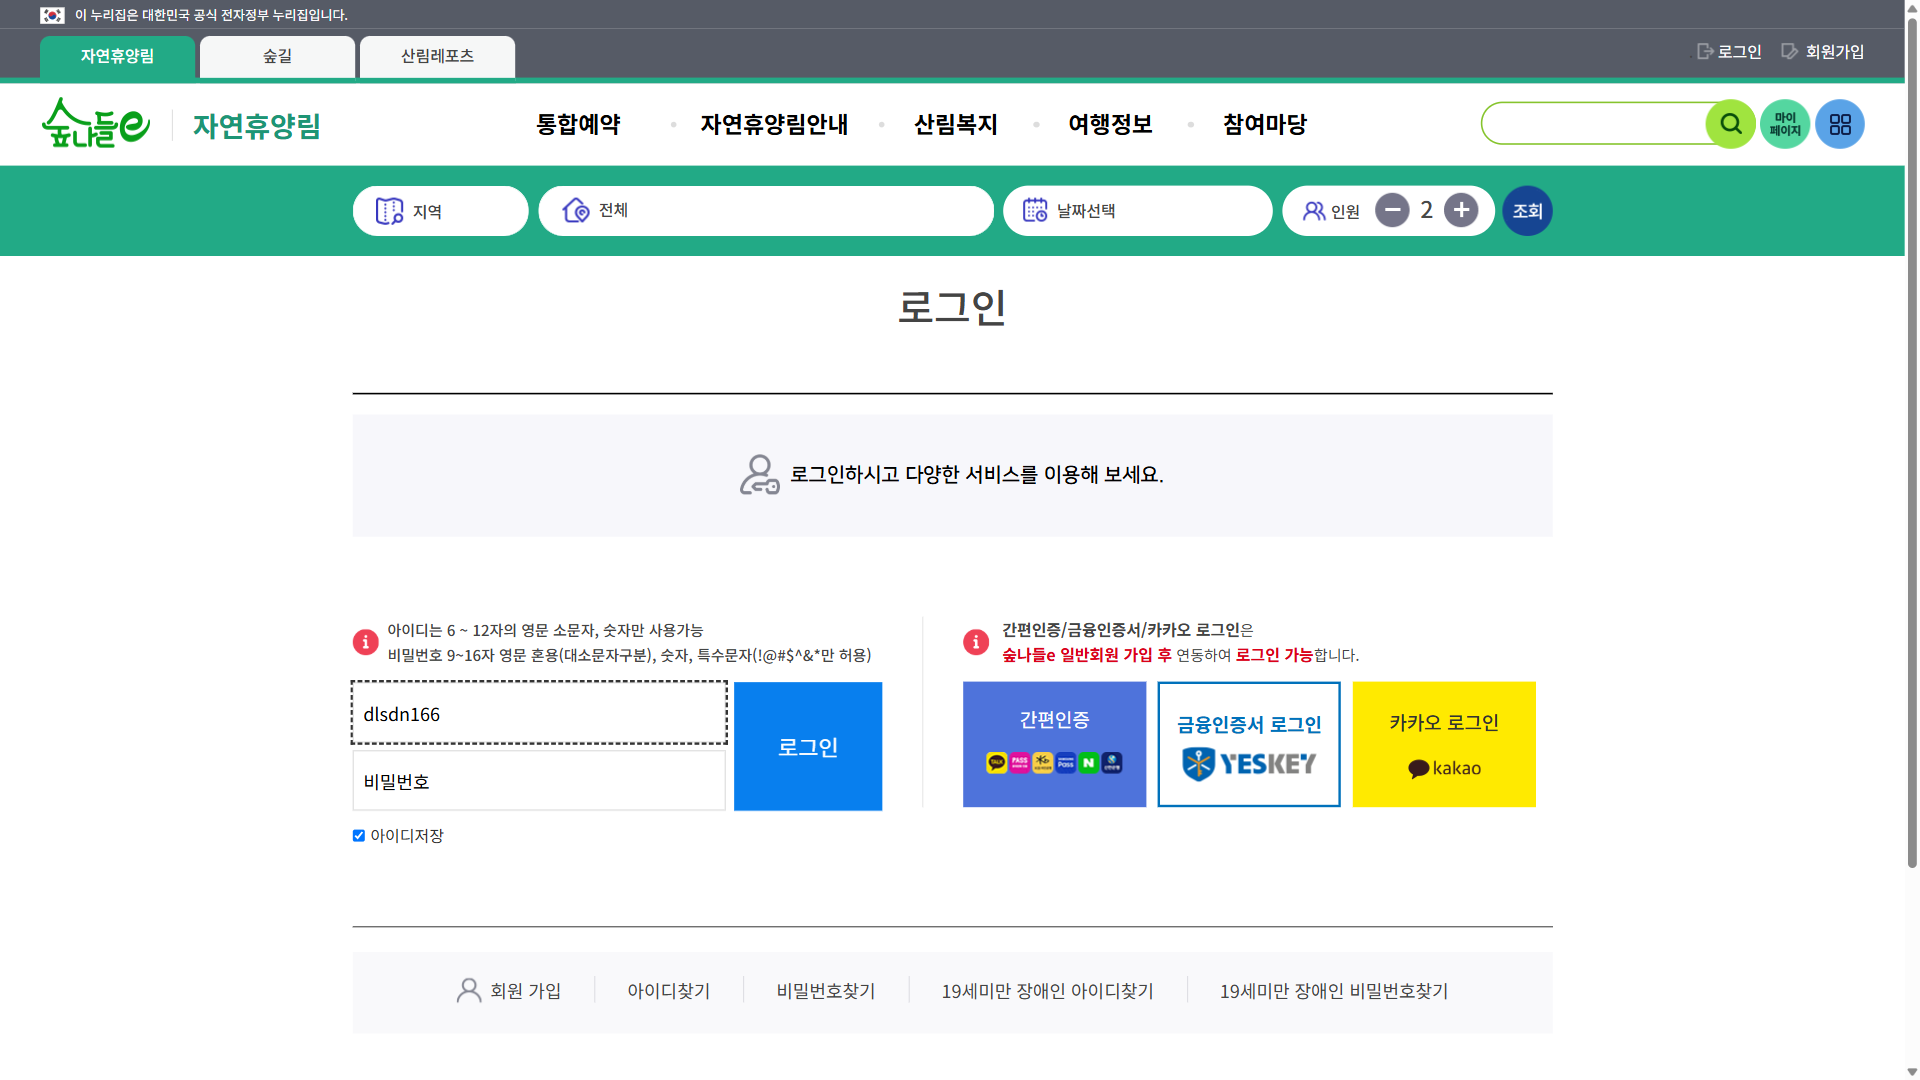 이 누리집은 대한민국 공식 전자정부 누리집입니다.
자연휴양림 숲길 산림레포츠
로그인 회원가입
숲나들e 자연휴양림
통합예약 자연휴양림안내 산림복지 여행정보 참여마당
마이
페이지
지역 전체 날짜선택 인원 2 조회
로그인
로그인하시고 다양한 서비스를 이용해 보세요.
아이디는 6 ~ 12자의 영문 소문자, 숫자만 사용가능
비밀번호 9~16자 영문 혼용(대소문자구분), 숫자, 특수문자(!@#$^&*만 허용)
dlsdn166
비밀번호
로그인
아이디저장
간편인증/금융인증서/카카오 로그인은
숲나들e 일반회원 가입 후 연동하여 로그인 가능합니다.
간편인증
TALK PASS Pass N
금융인증서 로그인
YESKEY
카카오 로그인
kakao
회원 가입 아이디찾기 비밀번호찾기 19세미만 장애인 아이디찾기 19세미만 장애인 비밀번호찾기